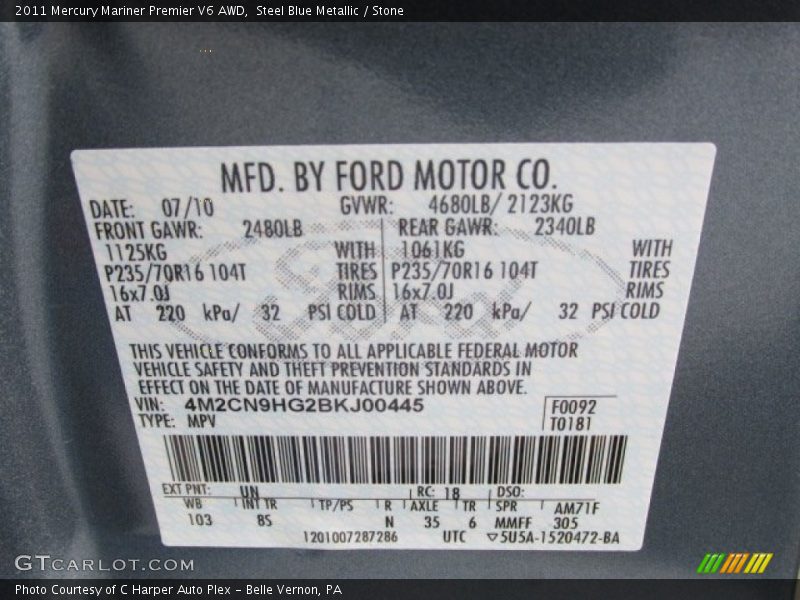 2011 Mercury Mariner Premier V6 AWD, Steel Blue Metallic / Stone
MFD. BY FORD MOTOR CO.
DATE: 07/10 GVWR: 4680LB/ 2123KG
FRONT GAWR: 2480LB REAR GAWR: 2340LB
1125KG WITH 1061KG WITH
P235/70R16 104T TIRES P235/70R16 104T TIRES
16x7.0J RIMS 16x7.0J RIMS
AT 220 kPa/ 32 PSI COLD AT 220 kPa/ 32 PSI COLD
Ford
THIS VEHICLE CONFORMS TO ALL APPLICABLE FEDERAL MOTOR
VEHICLE SAFETY AND THEFT PREVENTION STANDARDS IN
EFFECT ON THE DATE OF MANUFACTURE SHOWN ABOVE.
VIN: 4M2CN9HG2BKJ00445 F0092
TYPE: MPV T0181
EXT PNT: UN RC: 18 DSO:
WB INT TR TP/PS R AXLE TR SPR AM71F
103 8S N 35 6 MMFF 305
1201007287286 UTC ▽5U5A-1520472-BA
GTCARCOM.COM
Photo Courtesy of C Harper Auto Plex – Belle Vernon, PA